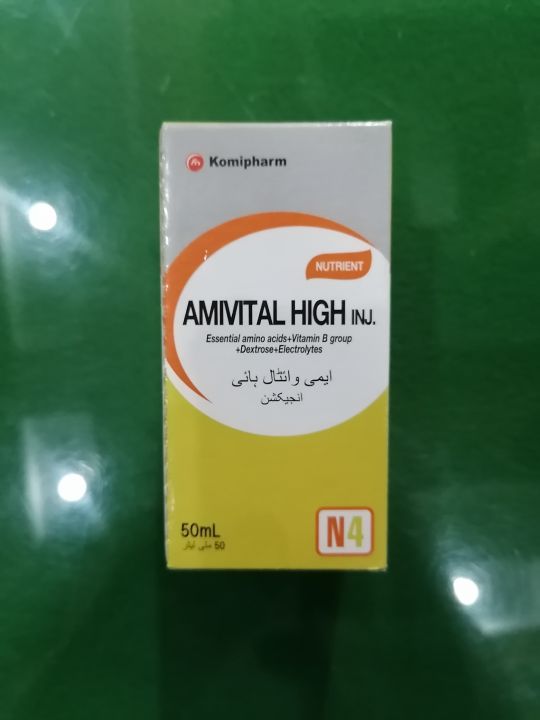 Komipharm
NUTRIENT
AMIVITAL HIGH INJ.
Essential amino acids+Vitamin B group
+Dextrose+Electrolytes
ایمی وائٹال ہائی
انجیکشن
50mL
50 ملی لیٹر
N4